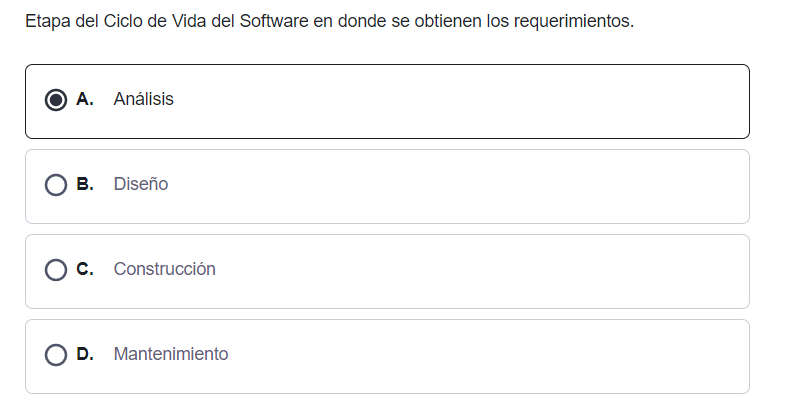 Etapa del Ciclo de Vida del Software en donde se obtienen los requerimientos.
A. Análisis
B. Diseño
C. Construcción
D. Mantenimiento